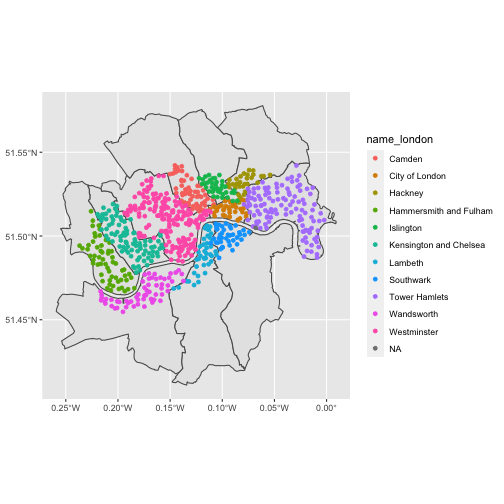 name_london
Camden
City of London
Hackney
Hammersmith and Fulham
Islington
Kensington and Chelsea
Lambeth
Southwark
Tower Hamlets
Wandsworth
Westminster
NA
51.55°N
51.50°N
51.45°N
0.25°W 0.20°W 0.15°W 0.10°W 0.05°W 0.00°